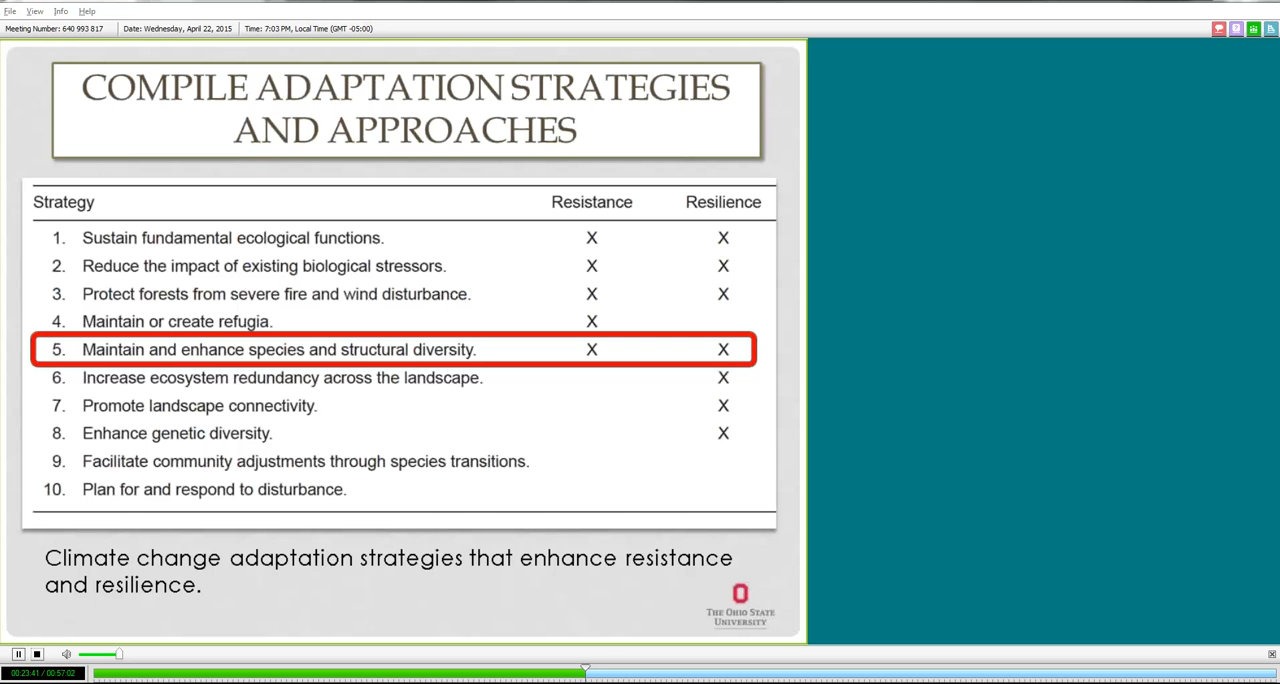 File View Info Help
Meeting Number: 640 993 817 Date: Wednesday, April 22, 2015 Time: 7:03 PM, Local Time (GMT -05:00)
COMPILE ADAPTATION STRATEGIES
AND APPROACHES
Strategy Resistance Resilience
1. Sustain fundamental ecological functions. X X
2. Reduce the impact of existing biological stressors. X X
3. Protect forests from severe fire and wind disturbance. X X
4. Maintain or create refugia. X
5. Maintain and enhance species and structural diversity. X X
6. Increase ecosystem redundancy across the landscape. X
7. Promote landscape connectivity. X
8. Enhance genetic diversity. X
9. Facilitate community adjustments through species transitions.
10. Plan for and respond to disturbance.
Climate change adaptation strategies that enhance resistance
and resilience.
THE OHIO STATE
UNIVERSITY
00:23:41 / 00:57:02